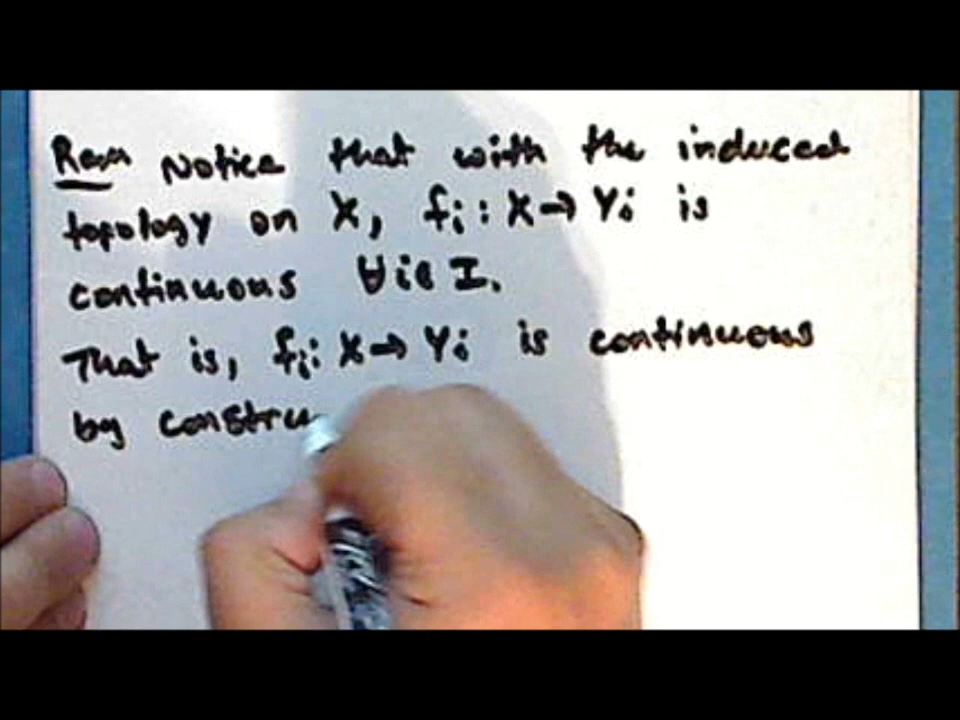 Rem Notice that with the induced
topology on X, fi : X → Yi is
continuous ∀i∈I.
That is, fi: X → Yi is continuous
by constru